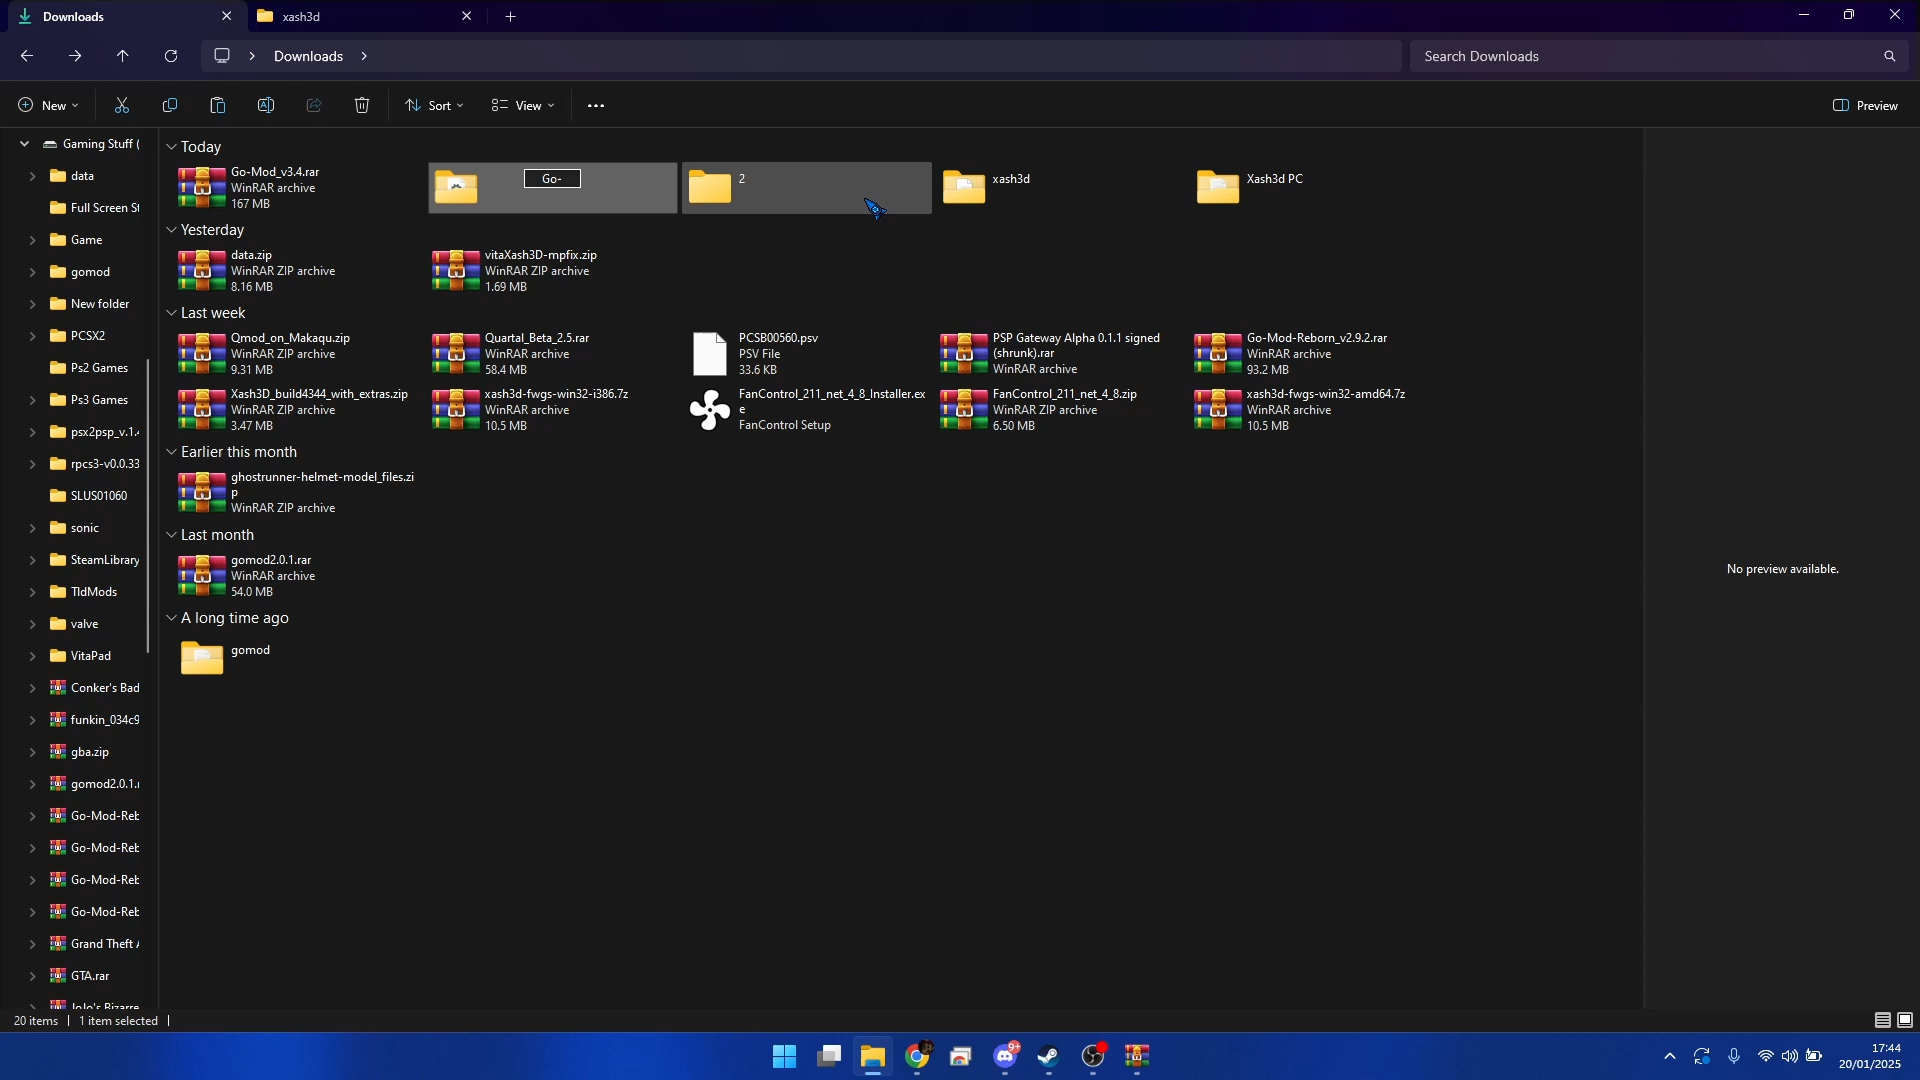 Downloads
xash3d
Downloads
Search Downloads
New
Sort
View
Preview
Gaming Stuff (
data
Full Screen St
Game
gomod
New folder
PCSX2
Ps2 Games
Ps3 Games
psx2psp_v.1.4
rpcs3-v0.0.33
SLUS01060
sonic
SteamLibrary
TldMods
valve
VitaPad
Conker's Bad
funkin_034c9
gba.zip
gomod2.0.1.r
Go-Mod-Reb
Go-Mod-Reb
Go-Mod-Reb
Go-Mod-Reb
Grand Theft A
GTA.rar
JoJo's Bizarre
Today
Go-Mod_v3.4.rar
WinRAR archive
167 MB
Go-
2
xash3d
Xash3d PC
Yesterday
data.zip
WinRAR ZIP archive
8.16 MB
vitaXash3D-mpfix.zip
WinRAR ZIP archive
1.69 MB
Last week
Qmod_on_Makaqu.zip
WinRAR ZIP archive
9.31 MB
Quartal_Beta_2.5.rar
WinRAR archive
58.4 MB
PCSB00560.psv
PSV File
33.6 KB
PSP Gateway Alpha 0.1.1 signed
(shrunk).rar
WinRAR archive
Go-Mod-Reborn_v2.9.2.rar
WinRAR archive
93.2 MB
Xash3D_build4344_with_extras.zip
WinRAR ZIP archive
3.47 MB
xash3d-fwgs-win32-i386.7z
WinRAR archive
10.5 MB
FanControl_211_net_4_8_Installer.ex
e
FanControl Setup
FanControl_211_net_4_8.zip
WinRAR ZIP archive
6.50 MB
xash3d-fwgs-win32-amd64.7z
WinRAR archive
10.5 MB
Earlier this month
ghostrunner-helmet-model_files.zi
p
WinRAR ZIP archive
Last month
gomod2.0.1.rar
WinRAR archive
54.0 MB
A long time ago
gomod
No preview available.
20 items
1 item selected
9+
17:44
20/01/2025